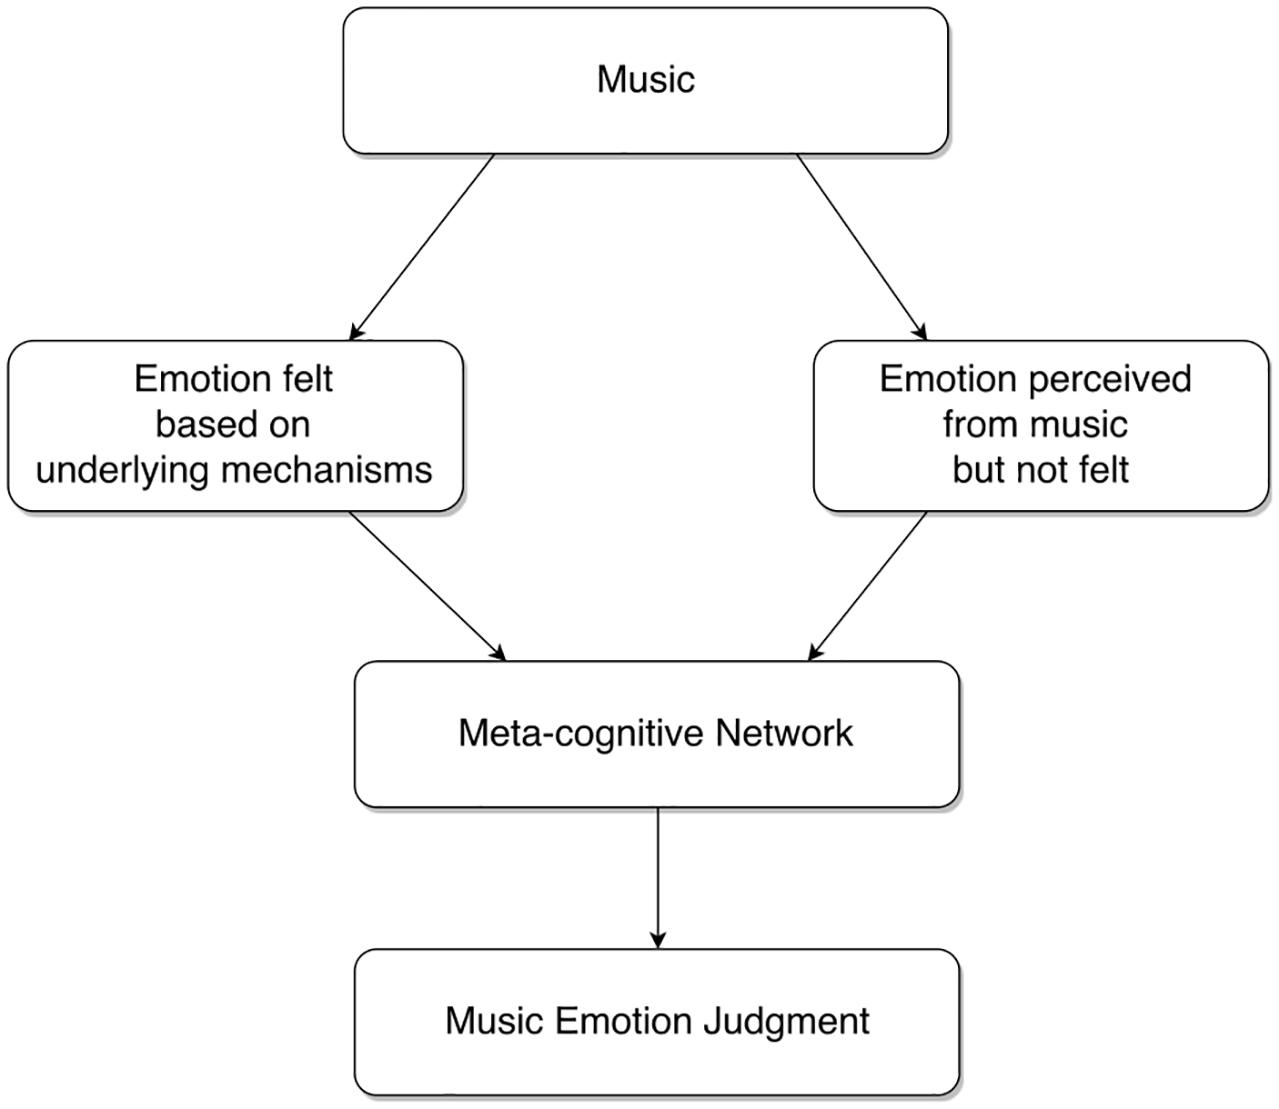 Music
Emotion felt
based on
underlying mechanisms
Emotion perceived
from music
but not felt
Meta-cognitive Network
Music Emotion Judgment